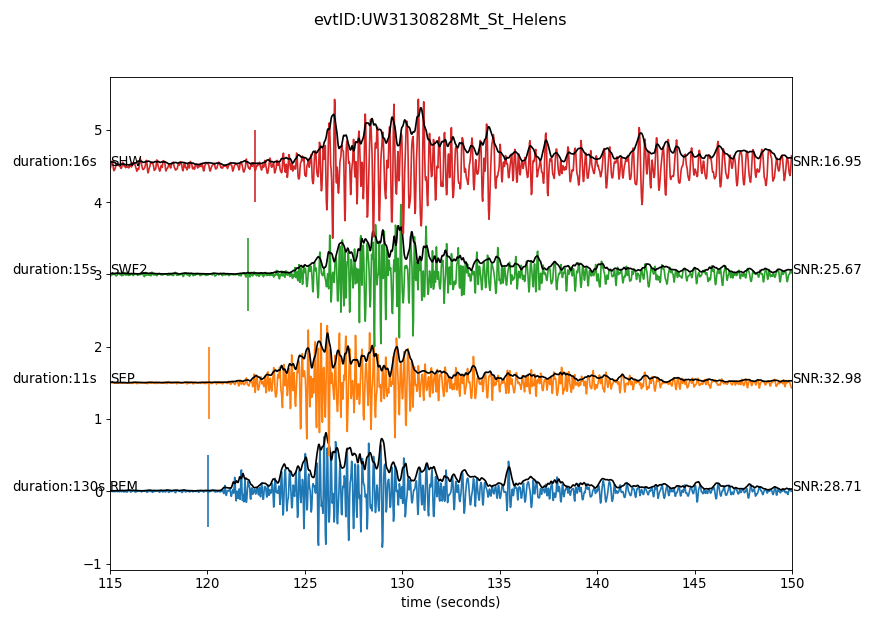 evtID:UW3130828Mt_St_Helens
5
duration:16s SHW SNR:16.95
4
duration:15s SWF2 SNR:25.67
3
2
duration:11s SEP SNR:32.98
1
duration:130s REM SNR:28.71
0
−1
115 120 125 130 135 140 145 150
time (seconds)